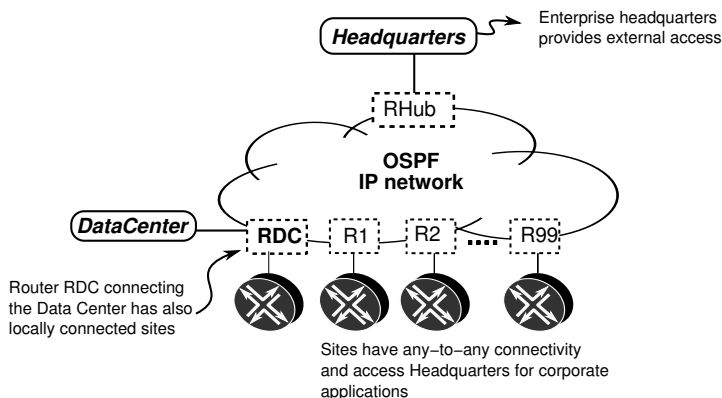 Enterprise headquarters
provides external access
Headquarters
RHub
OSPF
IP network
DataCenter
RDC
R1
R2
....
R99
Router RDC connecting
the Data Center has also
locally connected sites
Sites have any−to−any connectivity
and access Headquarters for corporate
applications